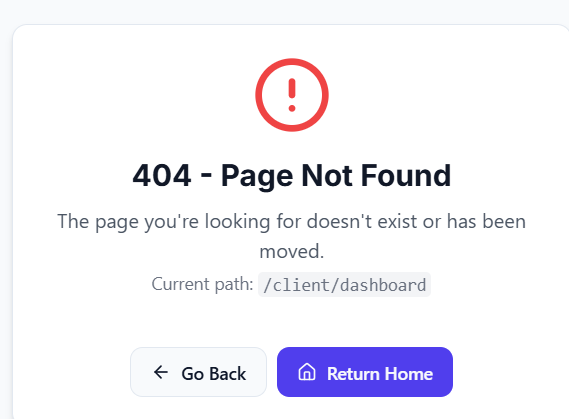 404 - Page Not Found
The page you're looking for doesn't exist or has been
moved.
Current path: /client/dashboard
Go Back
Return Home